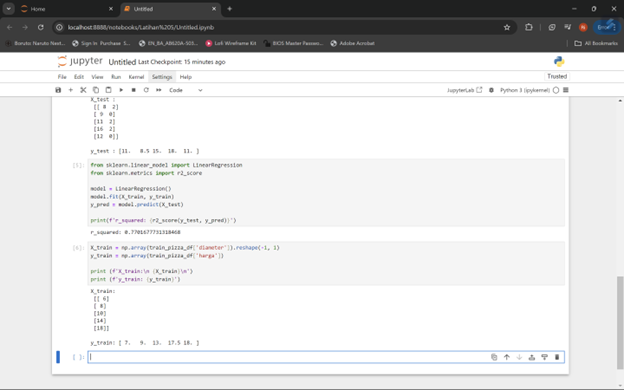 Home
Untitled
localhost:8888/notebooks/Latihan%205/Untitled.ipynb
Boruto: Naruto Next...
Sign In
Purchase S...
EN_B4_AB620A-S03...
LoFi Wireframe Kit
BIOS Master Passwo...
Adobe Acrobat
All Bookmarks
jupyter Untitled Last Checkpoint: 15 minutes ago
File Edit View Run Kernel Settings Help
Trusted
Code
JupyterLab
Python 3 (ipykernel)
X_test :
[[ 8 2]
[ 9 0]
[11 2]
[16 2]
[12 0]]
y_test : [11. 8.5 15. 18. 11. ]
[5]:
from sklearn.linear_model import LinearRegression
from sklearn.metrics import r2_score
model = LinearRegression()
model.fit(X_train, y_train)
y_pred = model.predict(X_test)
print(f'r_squared: {r2_score(y_test, y_pred)}')
r_squared: 0.7701677731318468
[6]:
X_train = np.array(train_pizza_df['diameter']).reshape(-1, 1)
y_train = np.array(train_pizza_df['harga'])
print (f'X_train:\n {X_train}\n')
print (f'y_train: {y_train}')
X_train:
[[ 6]
[ 8]
[10]
[14]
[18]]
y_train: [ 7. 9. 13. 17.5 18. ]
[ ]: